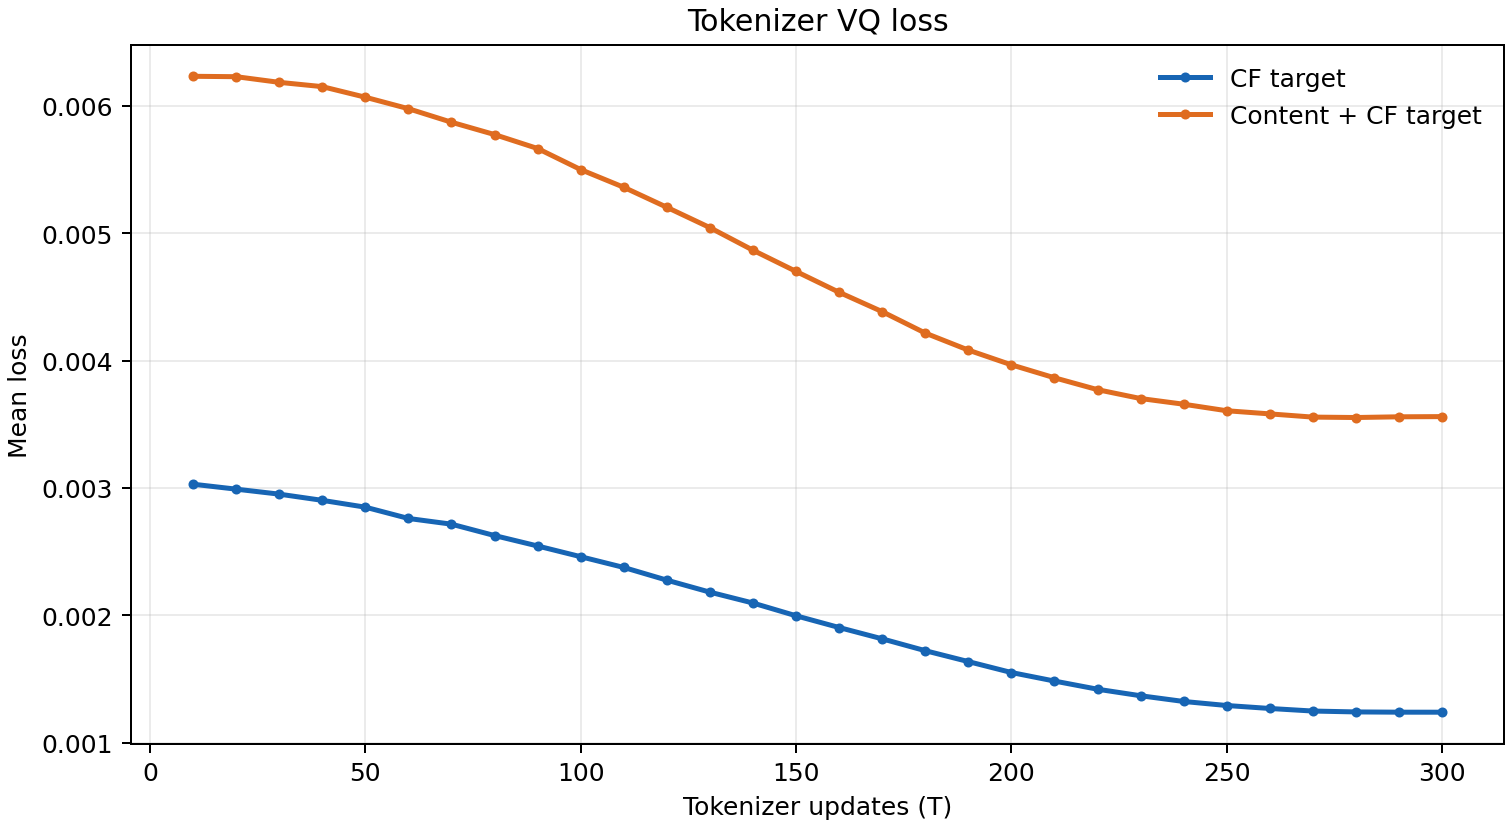 Tokenizer VQ loss
CF target
Content + CF target
Mean loss
0.006
0.005
0.004
0.003
0.002
0.001
0 50 100 150 200 250 300
Tokenizer updates (T)